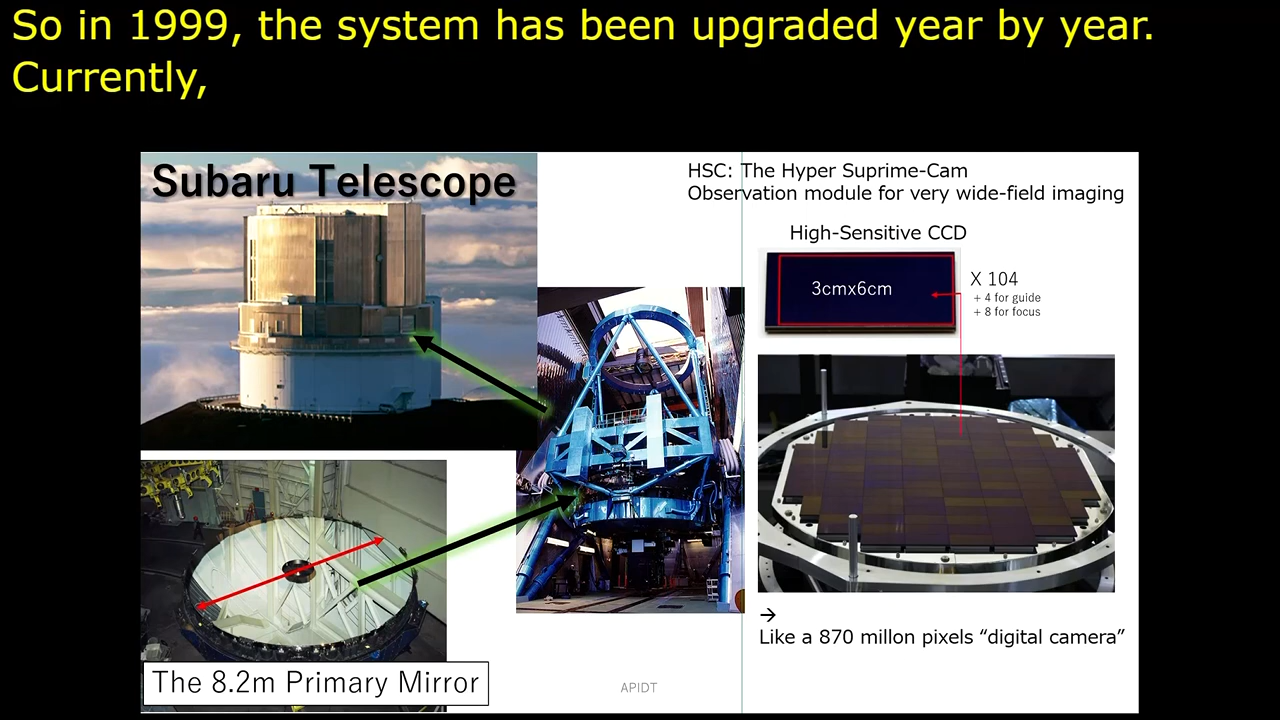 So in 1999, the system has been upgraded year by year.
Currently,
Subaru Telescope
HSC: The Hyper Suprime-Cam
Observation module for very wide-field imaging
High-Sensitive CCD
3cmx6cm
X 104
+ 4 for guide
+ 8 for focus
→
Like a 870 millon pixels “digital camera”
The 8.2m Primary Mirror
APIDT